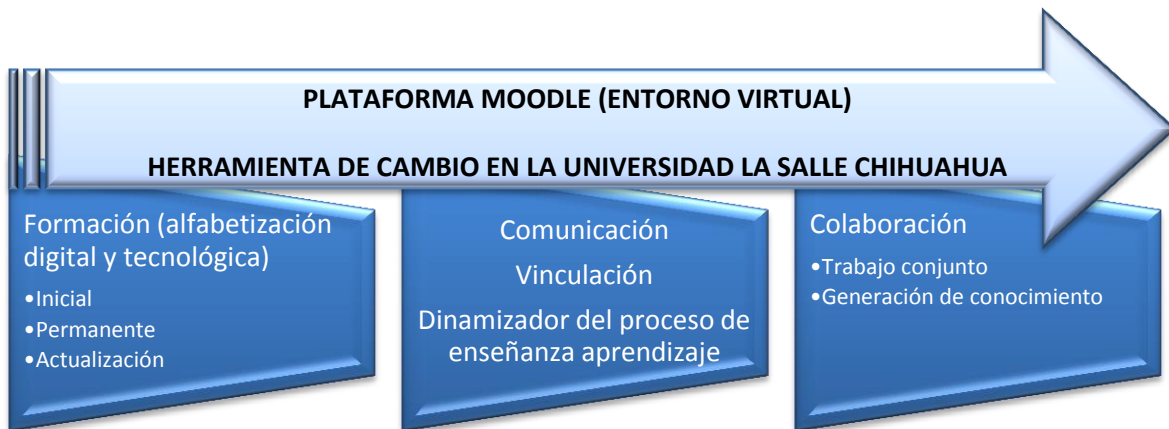 PLATAFORMA MOODLE (ENTORNO VIRTUAL)
HERRAMIENTA DE CAMBIO EN LA UNIVERSIDAD LA SALLE CHIHUAHUA
Formación (alfabetización
digital y tecnológica)
•Inicial
•Permanente
•Actualización
Comunicación
Vinculación
Dinamizador del proceso de
enseñanza aprendizaje
Colaboración
•Trabajo conjunto
•Generación de conocimiento